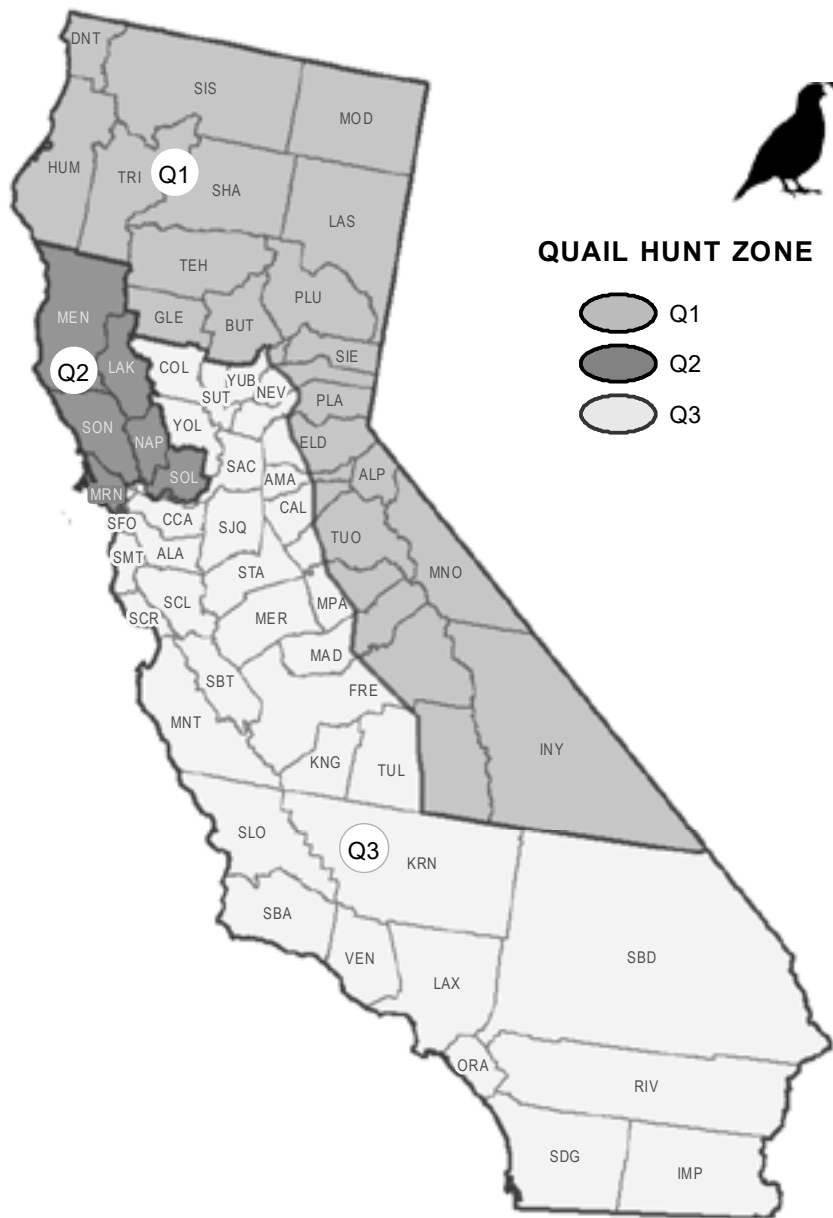 DNT
SIS
MOD
HUM
TRI
Q1
SHA
LAS
QUAIL HUNT ZONE
TEH
PLU
GLE
BUT
Q1
MEN
SIE
LAK
COL
Q2
YUB
Q2
SUT
NEV
PLA
SON
YOL
Q3
NAP
ELD
SAC
SOL
AMA
ALP
MRN
CAL
SFO
CCA
SJQ
TUO
SMT
ALA
STA
MNO
SCL
MPA
SCR
MER
MAD
SBT
FRE
MNT
INY
KNG
TUL
SLO
Q3
KRN
SBA
VEN
SBD
LAX
ORA
RIV
SDG
IMP